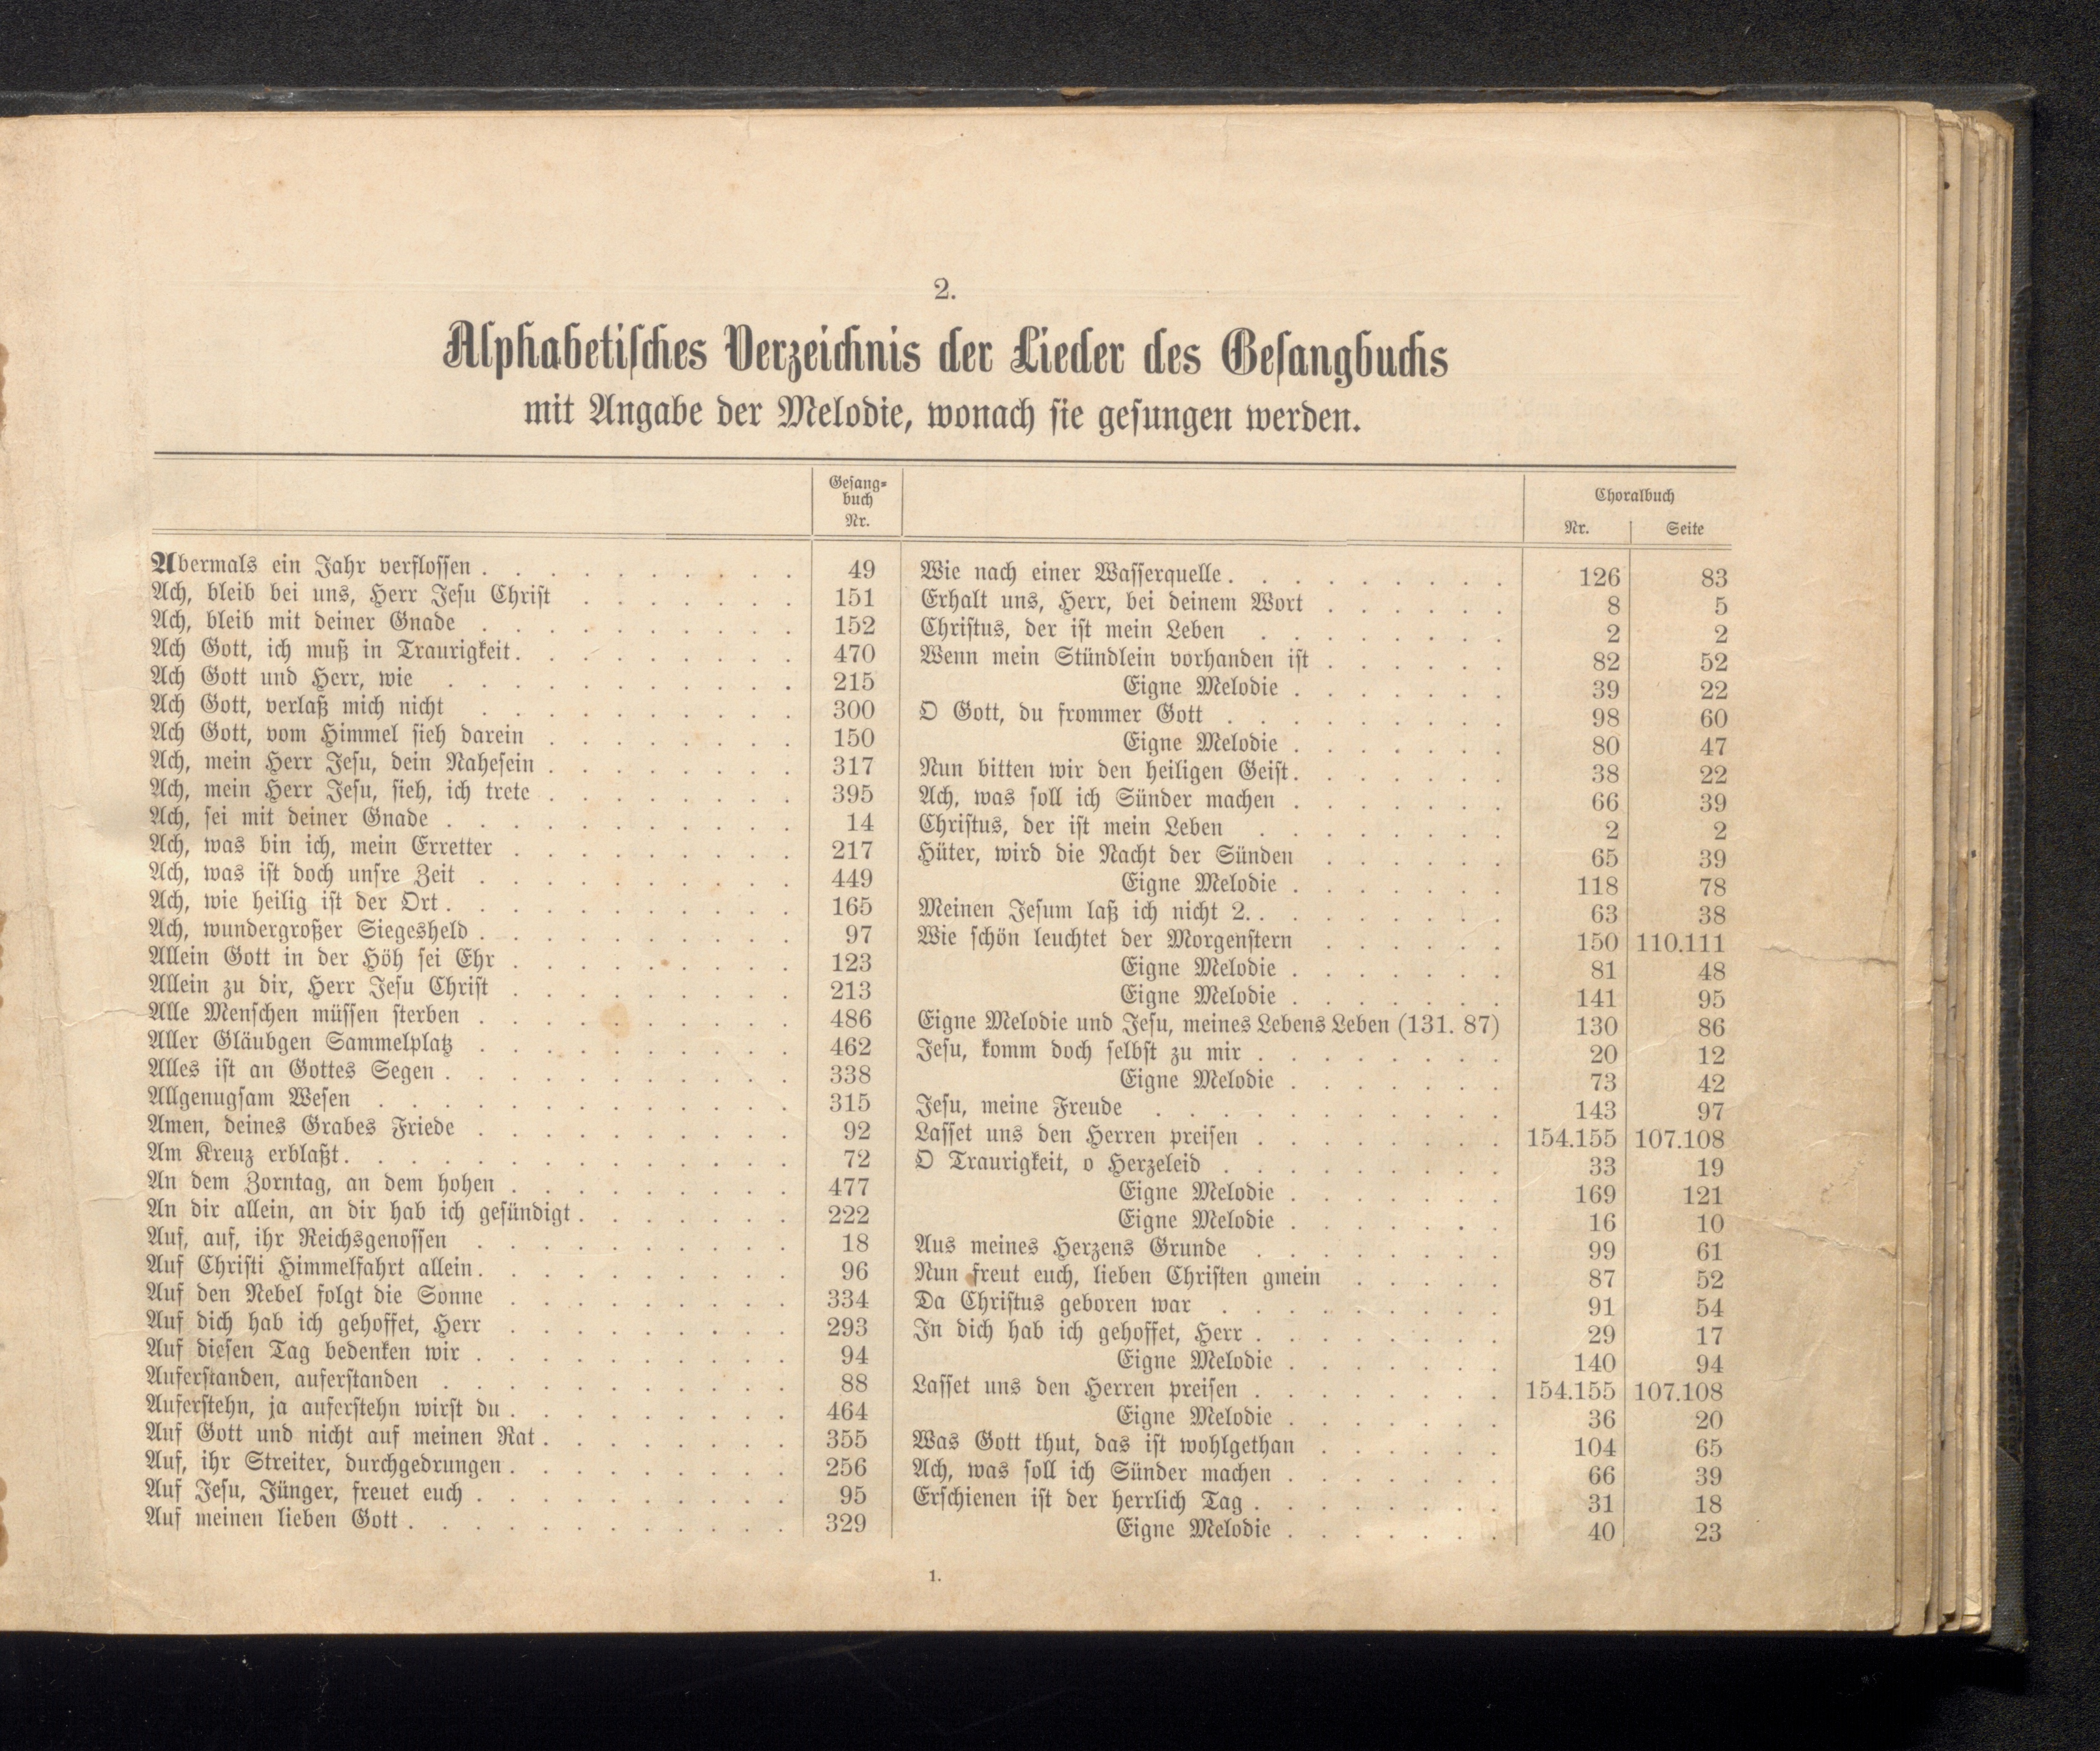 2.
Alphabetisches Verzeichnis der Lieder des Gesangbuchs
mit Angabe der Melodie, wonach sie gesungen werden.
Gesang-
buch
Nr.
Choralbuch
Nr. Seite
Abermals ein Jahr verflossen . . . 49 Wie nach einer Wasserquelle . . . 126 83
Ach, bleib bei uns, Herr Jesu Christ . . . 151 Erhalt uns, Herr, bei deinem Wort . . . 8 5
Ach, bleib mit deiner Gnade . . . 152 Christus, der ist mein Leben . . . 2 2
Ach Gott, ich muß in Traurigkeit . . . 470 Wenn mein Stündlein vorhanden ist . . . 82 52
Ach Gott und Herr, wie . . . 215 Eigne Melodie . . . 39 22
Ach Gott, verlaß mich nicht . . . 300 O Gott, du frommer Gott . . . 98 60
Ach Gott, vom Himmel sieh darein . . . 150 Eigne Melodie . . . 80 47
Ach, mein Herr Jesu, dein Nahesein . . . 317 Nun bitten wir den heiligen Geist . . . 38 22
Ach, mein Herr Jesu, sieh, ich trete . . . 395 Ach, was soll ich Sünder machen . . . 66 39
Ach, sei mit deiner Gnade . . . 14 Christus, der ist mein Leben . . . 2 2
Ach, was bin ich, mein Erretter . . . 217 Hüter, wird die Nacht der Sünden . . . 65 39
Ach, was ist doch unsre Zeit . . . 449 Eigne Melodie . . . 118 78
Ach, wie heilig ist der Ort . . . 165 Meinen Jesum laß ich nicht 2. . . . 63 38
Ach, wundergroßer Siegesheld . . . 97 Wie schön leuchtet der Morgenstern . . . 150 110.111
Allein Gott in der Höh sei Ehr . . . 123 Eigne Melodie . . . 81 48
Allein zu dir, Herr Jesu Christ . . . 213 Eigne Melodie . . . 141 95
Alle Menschen müssen sterben . . . 486 Eigne Melodie und Jesu, meines Lebens Leben (131. 87) 130 86
Aller Gläubgen Sammelplatz . . . 462 Jesu, komm doch selbst zu mir . . . 20 12
Alles ist an Gottes Segen . . . 338 Eigne Melodie . . . 73 42
Allgenugsam Wesen . . . 315 Jesu, meine Freude . . . 143 97
Amen, deines Grabes Friede . . . 92 Lasset uns den Herren preisen . . . 154.155 107.108
Am Kreuz erblaßt . . . 72 O Traurigkeit, o Herzeleid . . . 33 19
An dem Zorntag, an dem hohen . . . 477 Eigne Melodie . . . 169 121
An dir allein, an dir hab ich gesündigt . . . 222 Eigne Melodie . . . 16 10
Auf, auf, ihr Reichsgenossen . . . 18 Aus meines Herzens Grunde . . . 99 61
Auf Christi Himmelfahrt allein . . . 96 Nun freut euch, lieben Christen gmein . . . 87 52
Auf den Nebel folgt die Sonne . . . 334 Da Christus geboren war . . . 91 54
Auf dich hab ich gehoffet, Herr . . . 293 In dich hab ich gehoffet, Herr . . . 29 17
Auf diesen Tag bedenken wir . . . 94 Eigne Melodie . . . 140 94
Auferstanden, auferstanden . . . 88 Lasset uns den Herren preisen . . . 154.155 107.108
Auferstehn, ja auferstehn wirst du . . . 464 Eigne Melodie . . . 36 20
Auf Gott und nicht auf meinen Rat . . . 355 Was Gott thut, das ist wohlgethan . . . 104 65
Auf, ihr Streiter, durchgedrungen . . . 256 Ach, was soll ich Sünder machen . . . 66 39
Auf Jesu, Jünger, freuet euch . . . 95 Erschienen ist der herrlich Tag . . . 31 18
Auf meinen lieben Gott . . . 329 Eigne Melodie . . . 40 23
1.